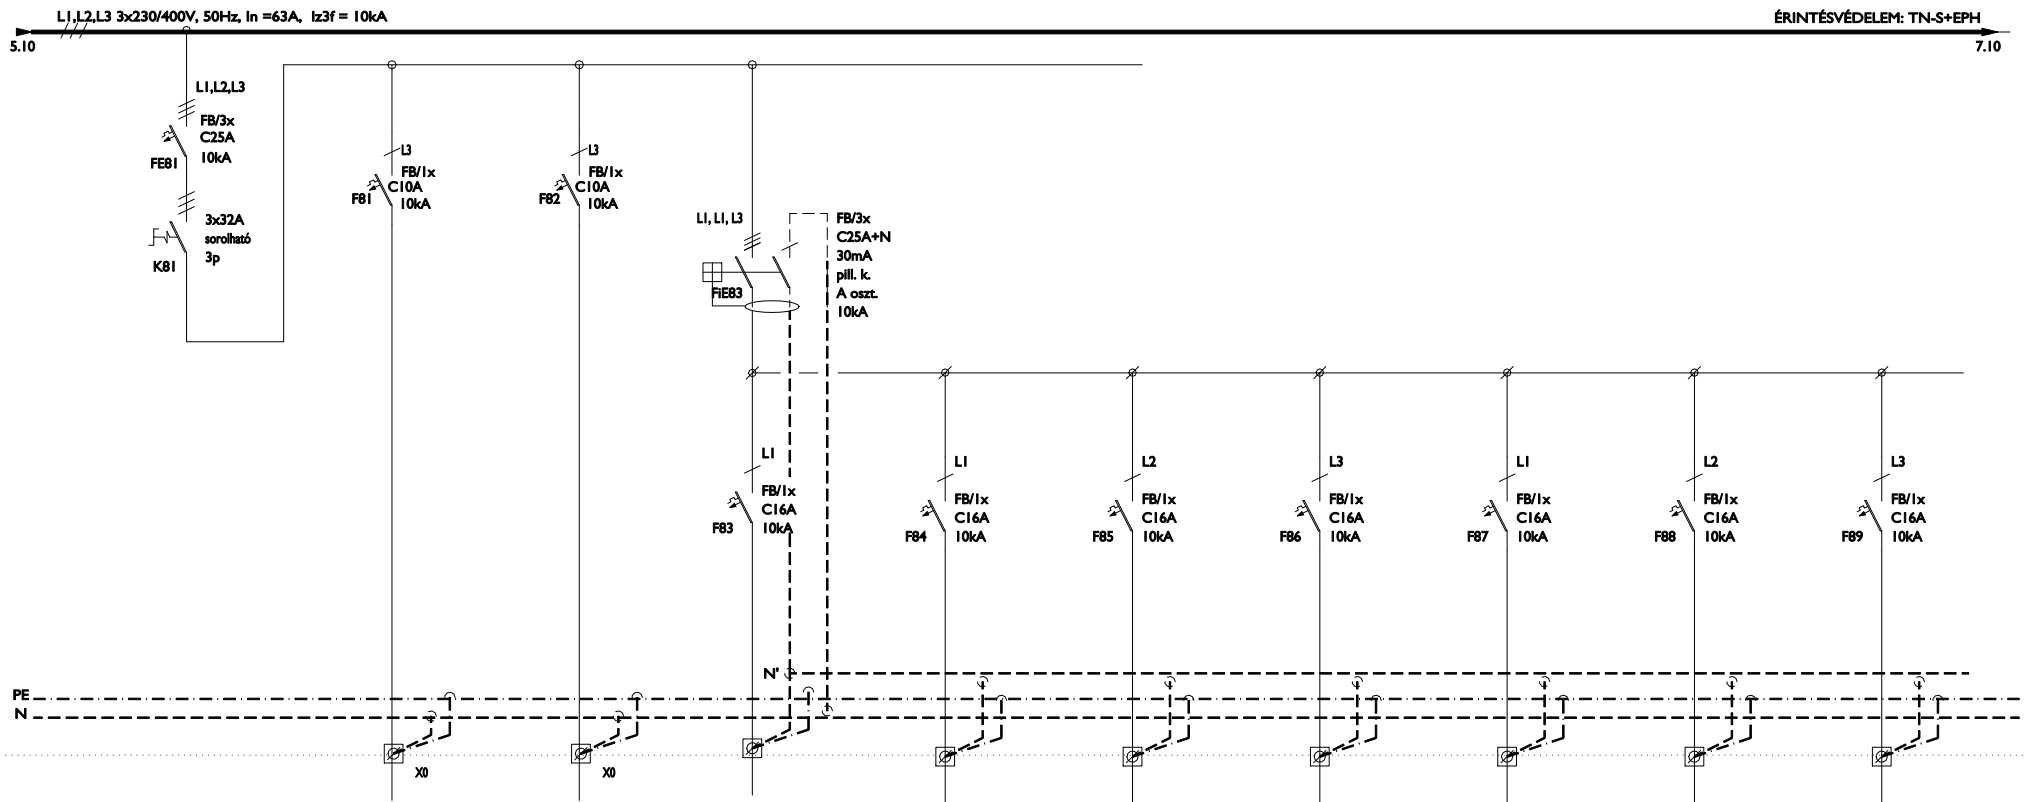 L1,L2,L3 3x230/400V, 50Hz, In =63A, Iz3f = 10kA
ÉRINTÉSVÉDELEM: TN-S+EPH
5.10
7.10
L1,L2,L3
FB/3x
C25A
10kA
FE81
3x32A
sorolható
3p
K81
L3
FB/1x
C10A
10kA
F81
L3
FB/1x
C10A
10kA
F82
L1, L1, L3
FB/3x
C25A+N
30mA
pill. k.
A oszt.
10kA
FiE83
L1
FB/1x
C16A
10kA
F83
L1
FB/1x
C16A
10kA
F84
L2
FB/1x
C16A
10kA
F85
L3
FB/1x
C16A
10kA
F86
L1
FB/1x
C16A
10kA
F87
L2
FB/1x
C16A
10kA
F88
L3
FB/1x
C16A
10kA
F89
N'
PE
N
X0
X0